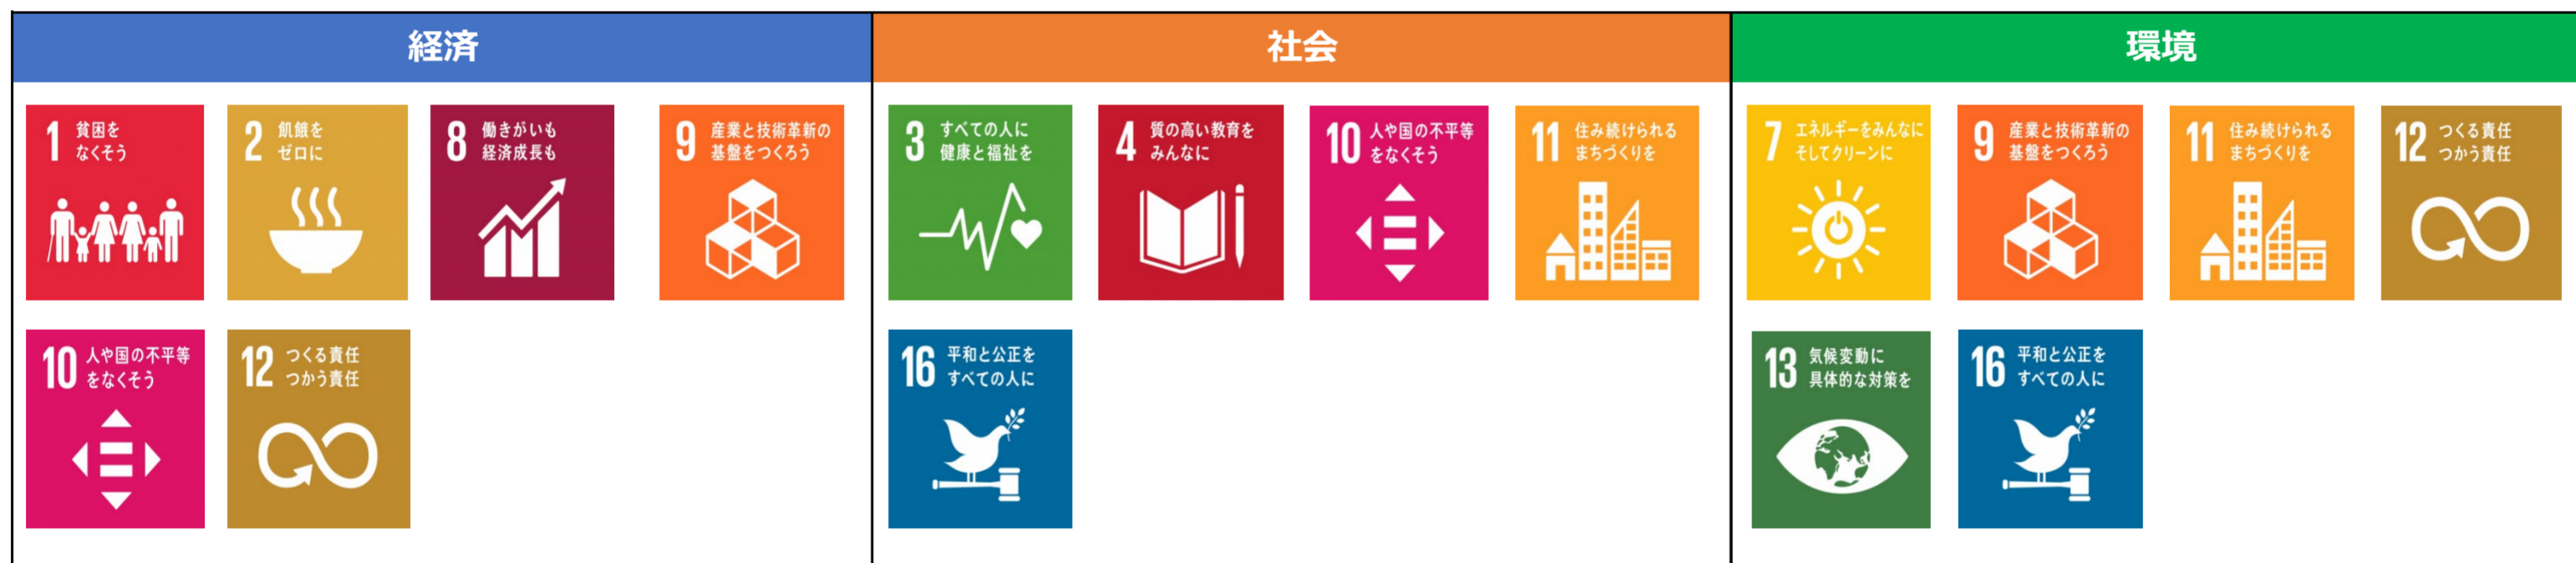 経済
1 貧困を
なくそう
2 飢餓を
ゼロに
8 働きがいも
経済成長も
9 産業と技術革新の
基盤をつくろう
10 人や国の不平等
をなくそう
12 つくる責任
つかう責任
社会
3 すべての人に
健康と福祉を
4 質の高い教育を
みんなに
10 人や国の不平等
をなくそう
11 住み続けられる
まちづくりを
16 平和と公正を
すべての人に
環境
7 エネルギーをみんなに
そしてクリーンに
9 産業と技術革新の
基盤をつくろう
11 住み続けられる
まちづくりを
12 つくる責任
つかう責任
13 気候変動に
具体的な対策を
16 平和と公正を
すべての人に